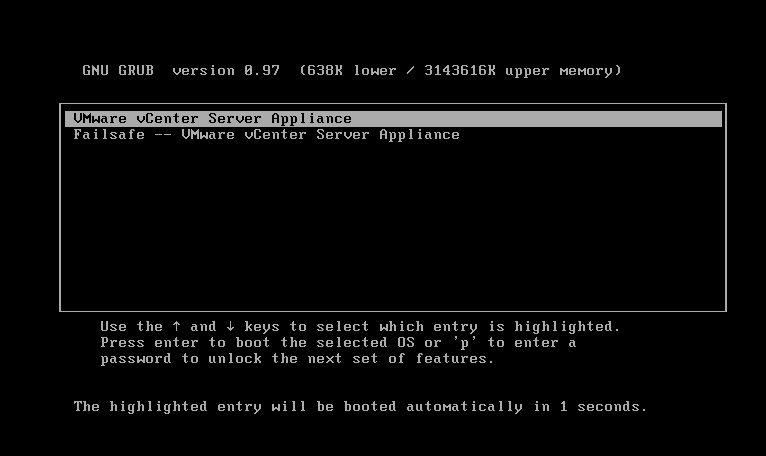 GNU GRUB  version 0.97  (638K lower / 3143616K upper memory)
VMware vCenter Server Appliance
Failsafe -- VMware vCenter Server Appliance
Use the ↑ and ↓ keys to select which entry is highlighted.
Press enter to boot the selected OS or 'p' to enter a
password to unlock the next set of features.
The highlighted entry will be booted automatically in 1 seconds.